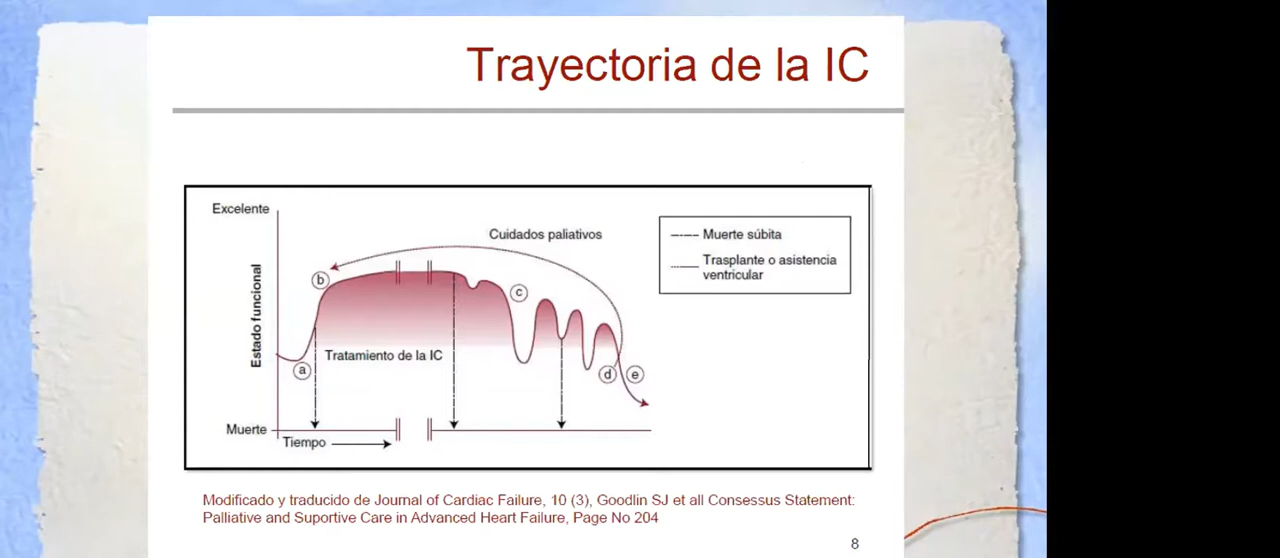 Trayectoria de la IC
Excelente
Cuidados paliativos
Muerte súbita
Trasplante o asistencia
ventricular
Estado funcional
b
c
Tratamiento de la IC
a
d
e
Muerte
Tiempo
Modificado y traducido de Journal of Cardiac Failure, 10 (3), Goodlin SJ et all Consessus Statement:
Palliative and Suportive Care in Advanced Heart Failure, Page No 204
8